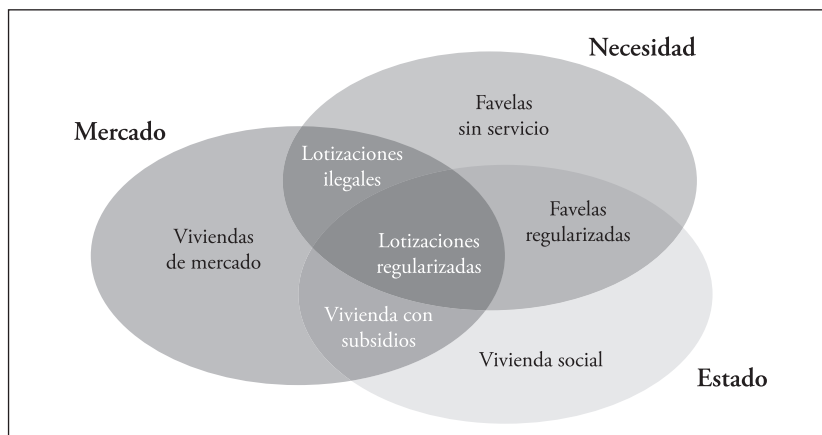 Necesidad
Favelas
sin servicio
Mercado
Lotizaciones
ilegales
Favelas
regularizadas
Viviendas
de mercado
Lotizaciones
regularizadas
Vivienda con
subsidios
Vivienda social
Estado